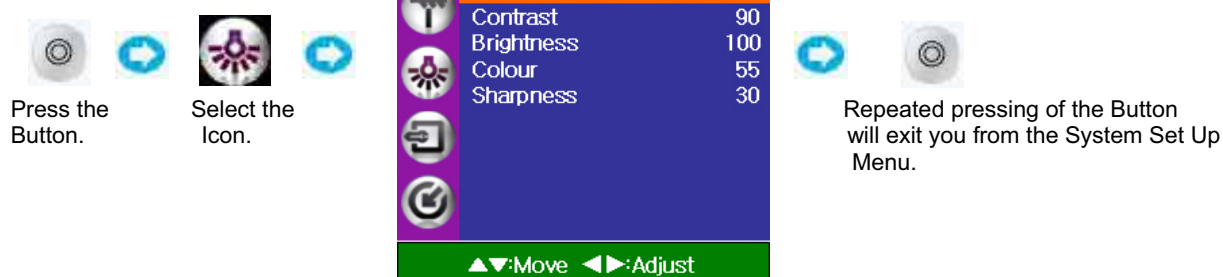 Press the
Button.
Select the
Icon.
Contrast 90
Brightness 100
Colour 55
Sharpness 30
▲▼:Move ◀▶:Adjust
Repeated pressing of the Button
will exit you from the System Set Up
Menu.